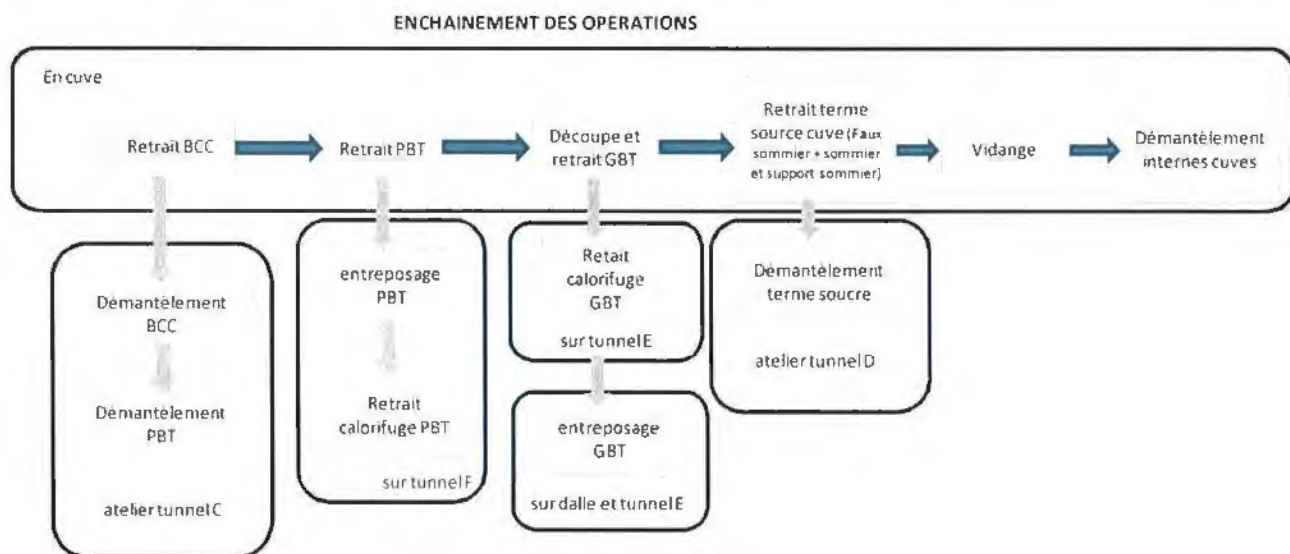 ENCHAINEMENT DES OPERATIONS
En cuve
Retrait BCC
Retrait PBT
Découpe et
retrait GBT
Retrait terme
source cuve (Faux
sommier + sommier
et support sommier)
Vidange
Démantèlement
internes cuves
Démantèlement
BCC
Démantèlement
PBT
atelier tunnel C
entreposage
PBT
Retrait
calorifuge PBT
sur tunnel F
Retait
calorifuge
GBT
sur tunnel E
entreposage
GBT
sur dalle et tunnel E
Démantèlement
terme soucre
atelier tunnel D